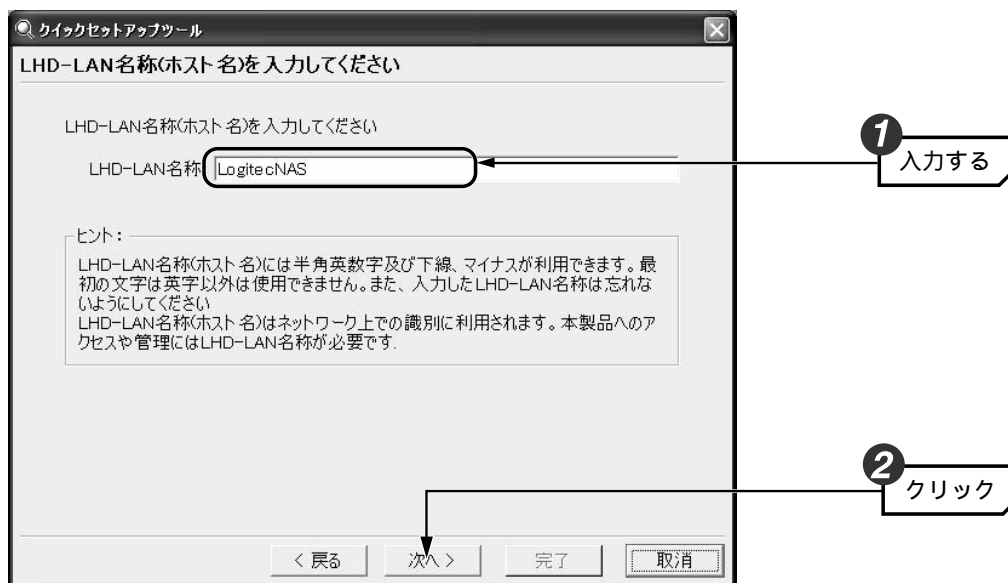 クイックセットアップツール
LHD-LAN名称(ホスト名)を入力してください
LHD-LAN名称(ホスト名)を入力してください
1
入力する
LHD-LAN名称 LogitecNAS
ヒント:
LHD-LAN名称(ホスト名)には半角英数字及び下線、マイナスが利用できます。最
初の文字は英字以外は使用できません。また、入力したLHD-LAN名称は忘れな
いようにしてください
LHD-LAN名称(ホスト名)はネットワーク上での識別に利用されます。本製品へのア
クセスや管理にはLHD-LAN名称が必要です.
2
クリック
< 戻る 次へ > 完了 取消